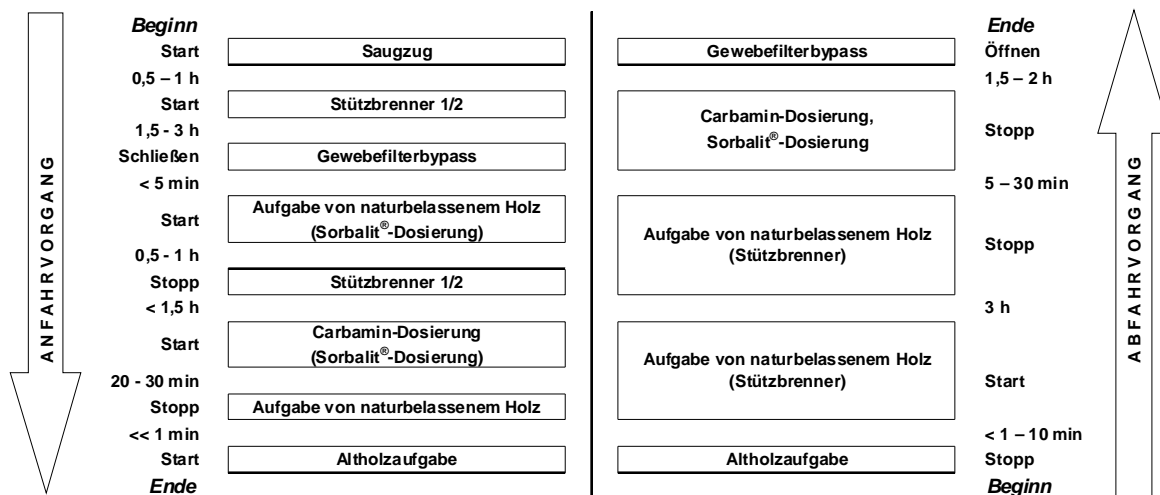 ANFAHRVORGANG
Beginn
Start Saugzug
0,5 – 1 h
Start Stützbrenner 1/2
1,5 - 3 h
Schließen Gewebefilterbypass
< 5 min
Start Aufgabe von naturbelassenem Holz
(Sorbalit®-Dosierung)
0,5 - 1 h
Stopp Stützbrenner 1/2
< 1,5 h
Start Carbamin-Dosierung
(Sorbalit®-Dosierung)
20 - 30 min
Stopp Aufgabe von naturbelassenem Holz
<< 1 min
Start Altholzaufgabe
Ende
Ende
Gewebefilterbypass Öffnen
1,5 – 2 h
Carbamin-Dosierung,
Sorbalit®-Dosierung
Stopp
5 – 30 min
Aufgabe von naturbelassenem Holz
(Stützbrenner)
Stopp
3 h
Aufgabe von naturbelassenem Holz
(Stützbrenner)
Start
< 1 – 10 min
Altholzaufgabe Stopp
Beginn
ABFAHRVORGANG